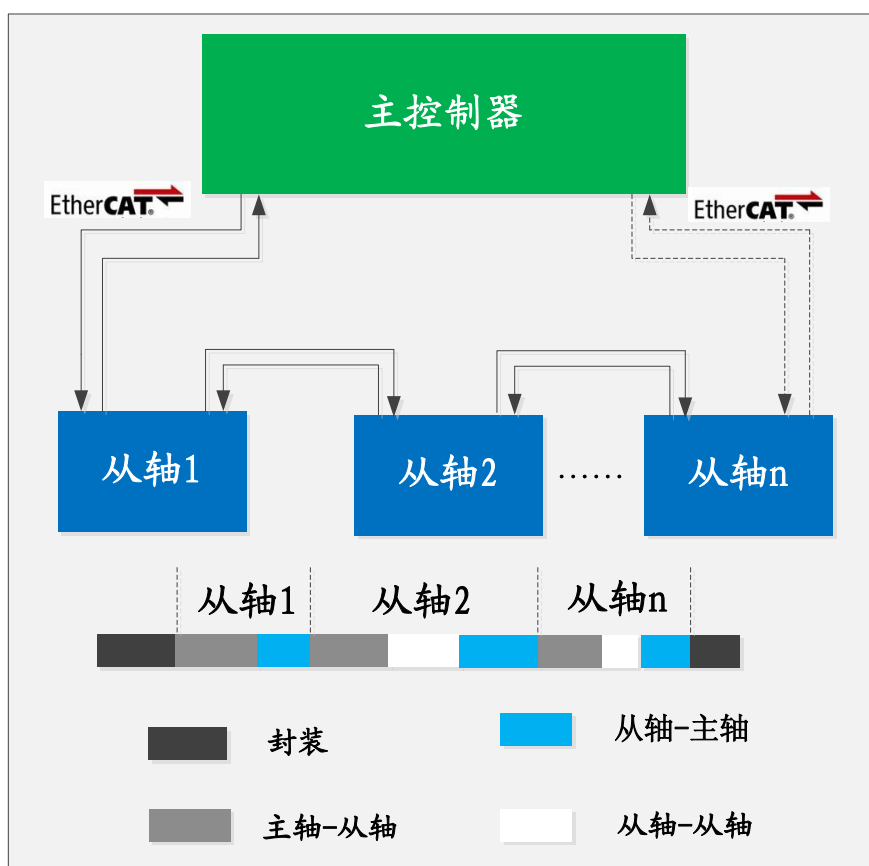 主控制器
EtherCAT®
EtherCAT®
从轴1
从轴2
……
从轴n
从轴1
从轴2
从轴n
封装
从轴-主轴
主轴-从轴
从轴-从轴